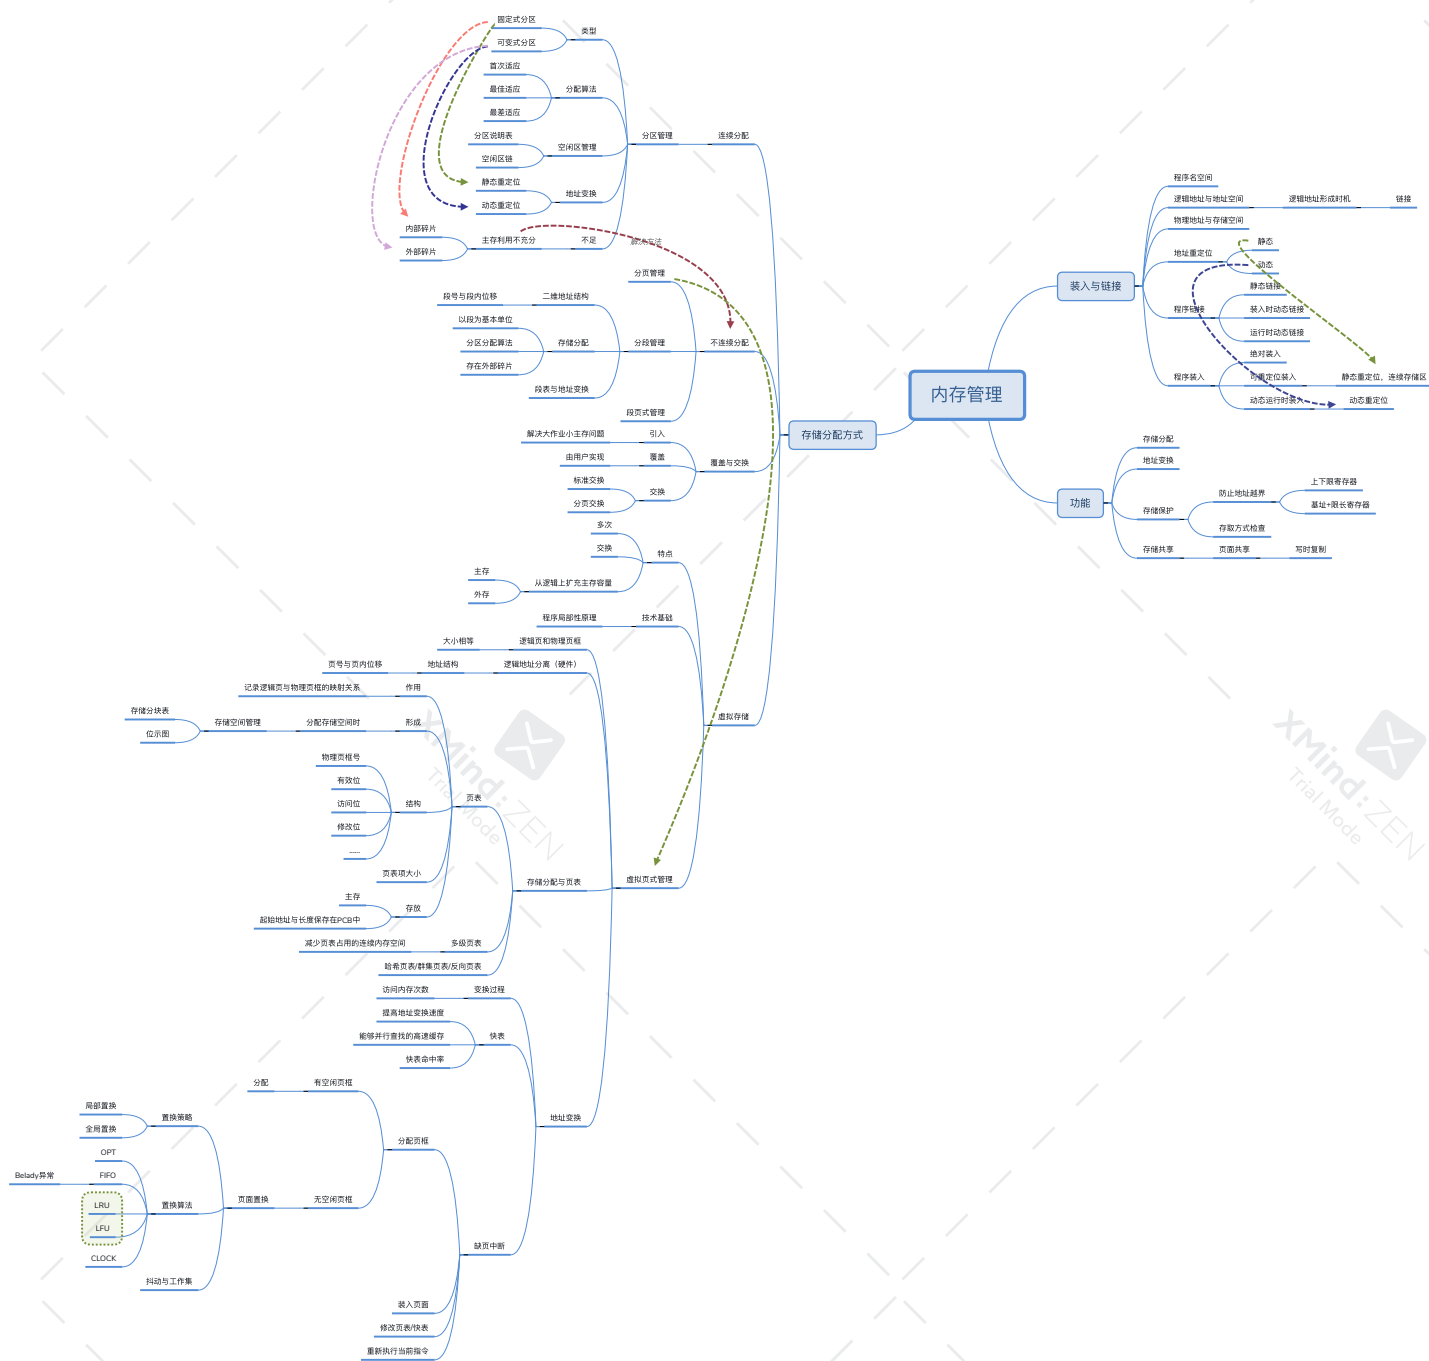 内存管理
装入与链接
程序名空间
逻辑地址与地址空间
逻辑地址形成时机
链接
物理地址与存储空间
地址重定位
静态
动态
程序链接
静态链接
装入时动态链接
运行时动态链接
程序装入
绝对装入
可重定位装入
静态重定位，连续存储区
动态运行时装入
动态重定位
功能
存储分配
地址变换
存储保护
防止地址越界
上下限寄存器
基址+限长寄存器
存取方式检查
存储共享
页面共享
写时复制
存储分配方式
连续分配
分区管理
类型
固定式分区
可变式分区
分配算法
首次适应
最佳适应
最差适应
空闲区管理
分区说明表
空闲区链
地址变换
静态重定位
动态重定位
不足
主存利用不充分
内部碎片
外部碎片
解决方法
不连续分配
分页管理
分段管理
二维地址结构
段号与段内位移
存储分配
以段为基本单位
分区分配算法
存在外部碎片
段表与地址变换
段页式管理
覆盖与交换
引入
解决大作业小主存问题
覆盖
由用户实现
交换
标准交换
分页交换
虚拟存储
特点
多次
交换
从逻辑上扩充主存容量
主存
外存
技术基础
程序局部性原理
虚拟页式管理
逻辑页和物理页框
大小相等
逻辑地址分离（硬件）
地址结构
页号与页内位移
存储分配与页表
页表
作用
记录逻辑页与物理页框的映射关系
形成
分配存储空间时
存储空间管理
存储分块表
位示图
结构
物理页框号
有效位
访问位
修改位
......
页表项大小
存放
主存
起始地址与长度保存在PCB中
多级页表
减少页表占用的连续内存空间
哈希页表/群集页表/反向页表
地址变换
变换过程
访问内存次数
快表
提高地址变换速度
能够并行查找的高速缓存
快表命中率
缺页中断
分配页框
有空闲页框
分配
无空闲页框
页面置换
置换策略
局部置换
全局置换
置换算法
OPT
FIFO
Belady异常
LRU
LFU
CLOCK
抖动与工作集
装入页面
修改页表/快表
重新执行当前指令
XMind:ZEN
Trial Mode
XMind:ZEN
Trial Mode